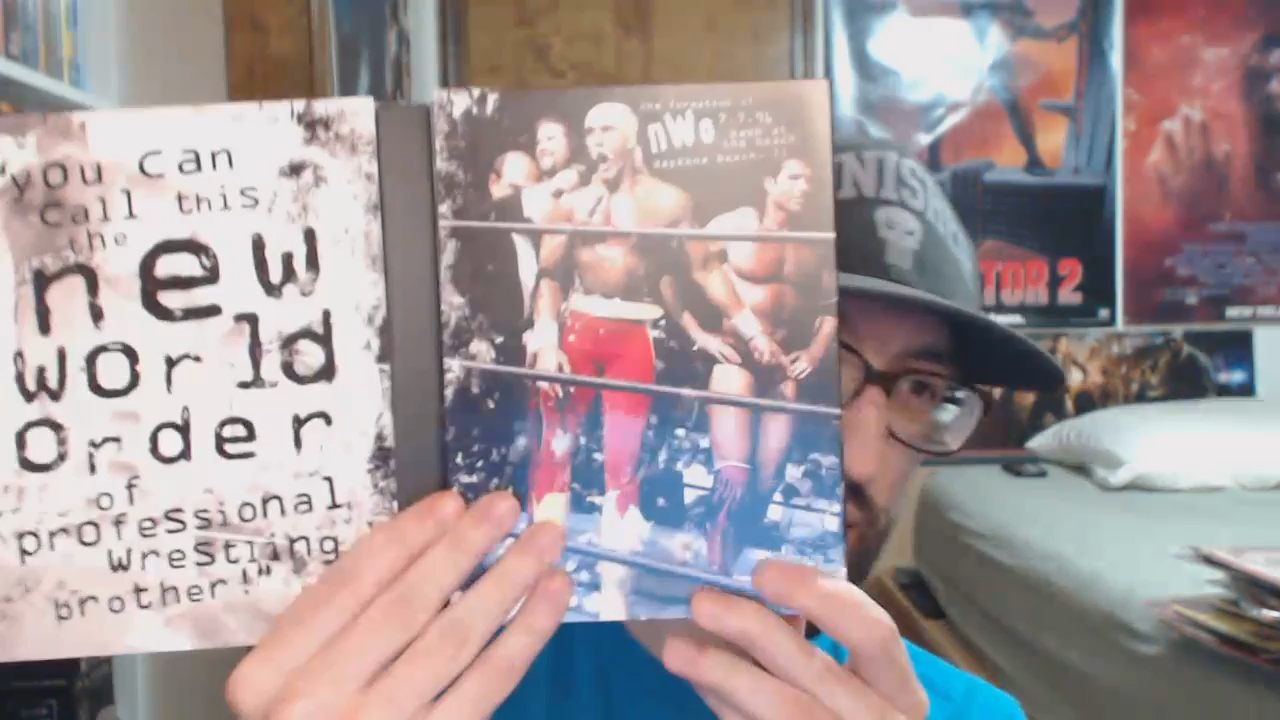 "you can
call this,
the
new
world
order
of
professional
wrestling
brother!"
the formation of
nWo
7.7.96
bash at
the beach
daytona beach,
NISH
TOR 2